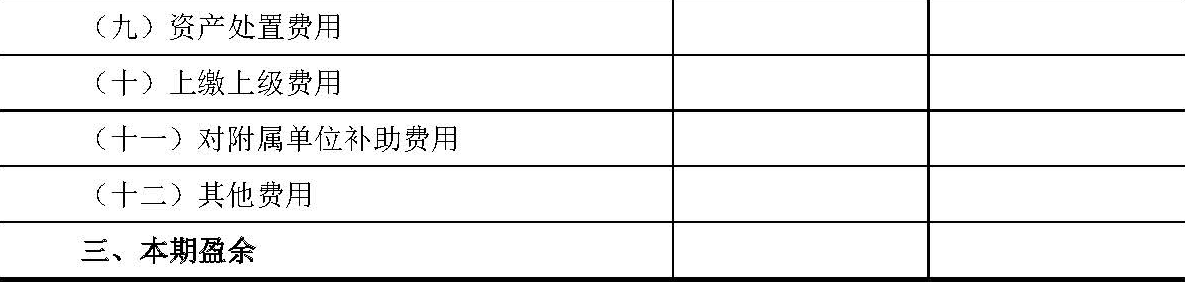 （九）资产处置费用
（十）上缴上级费用
（十一）对附属单位补助费用
（十二）其他费用
三、本期盈余